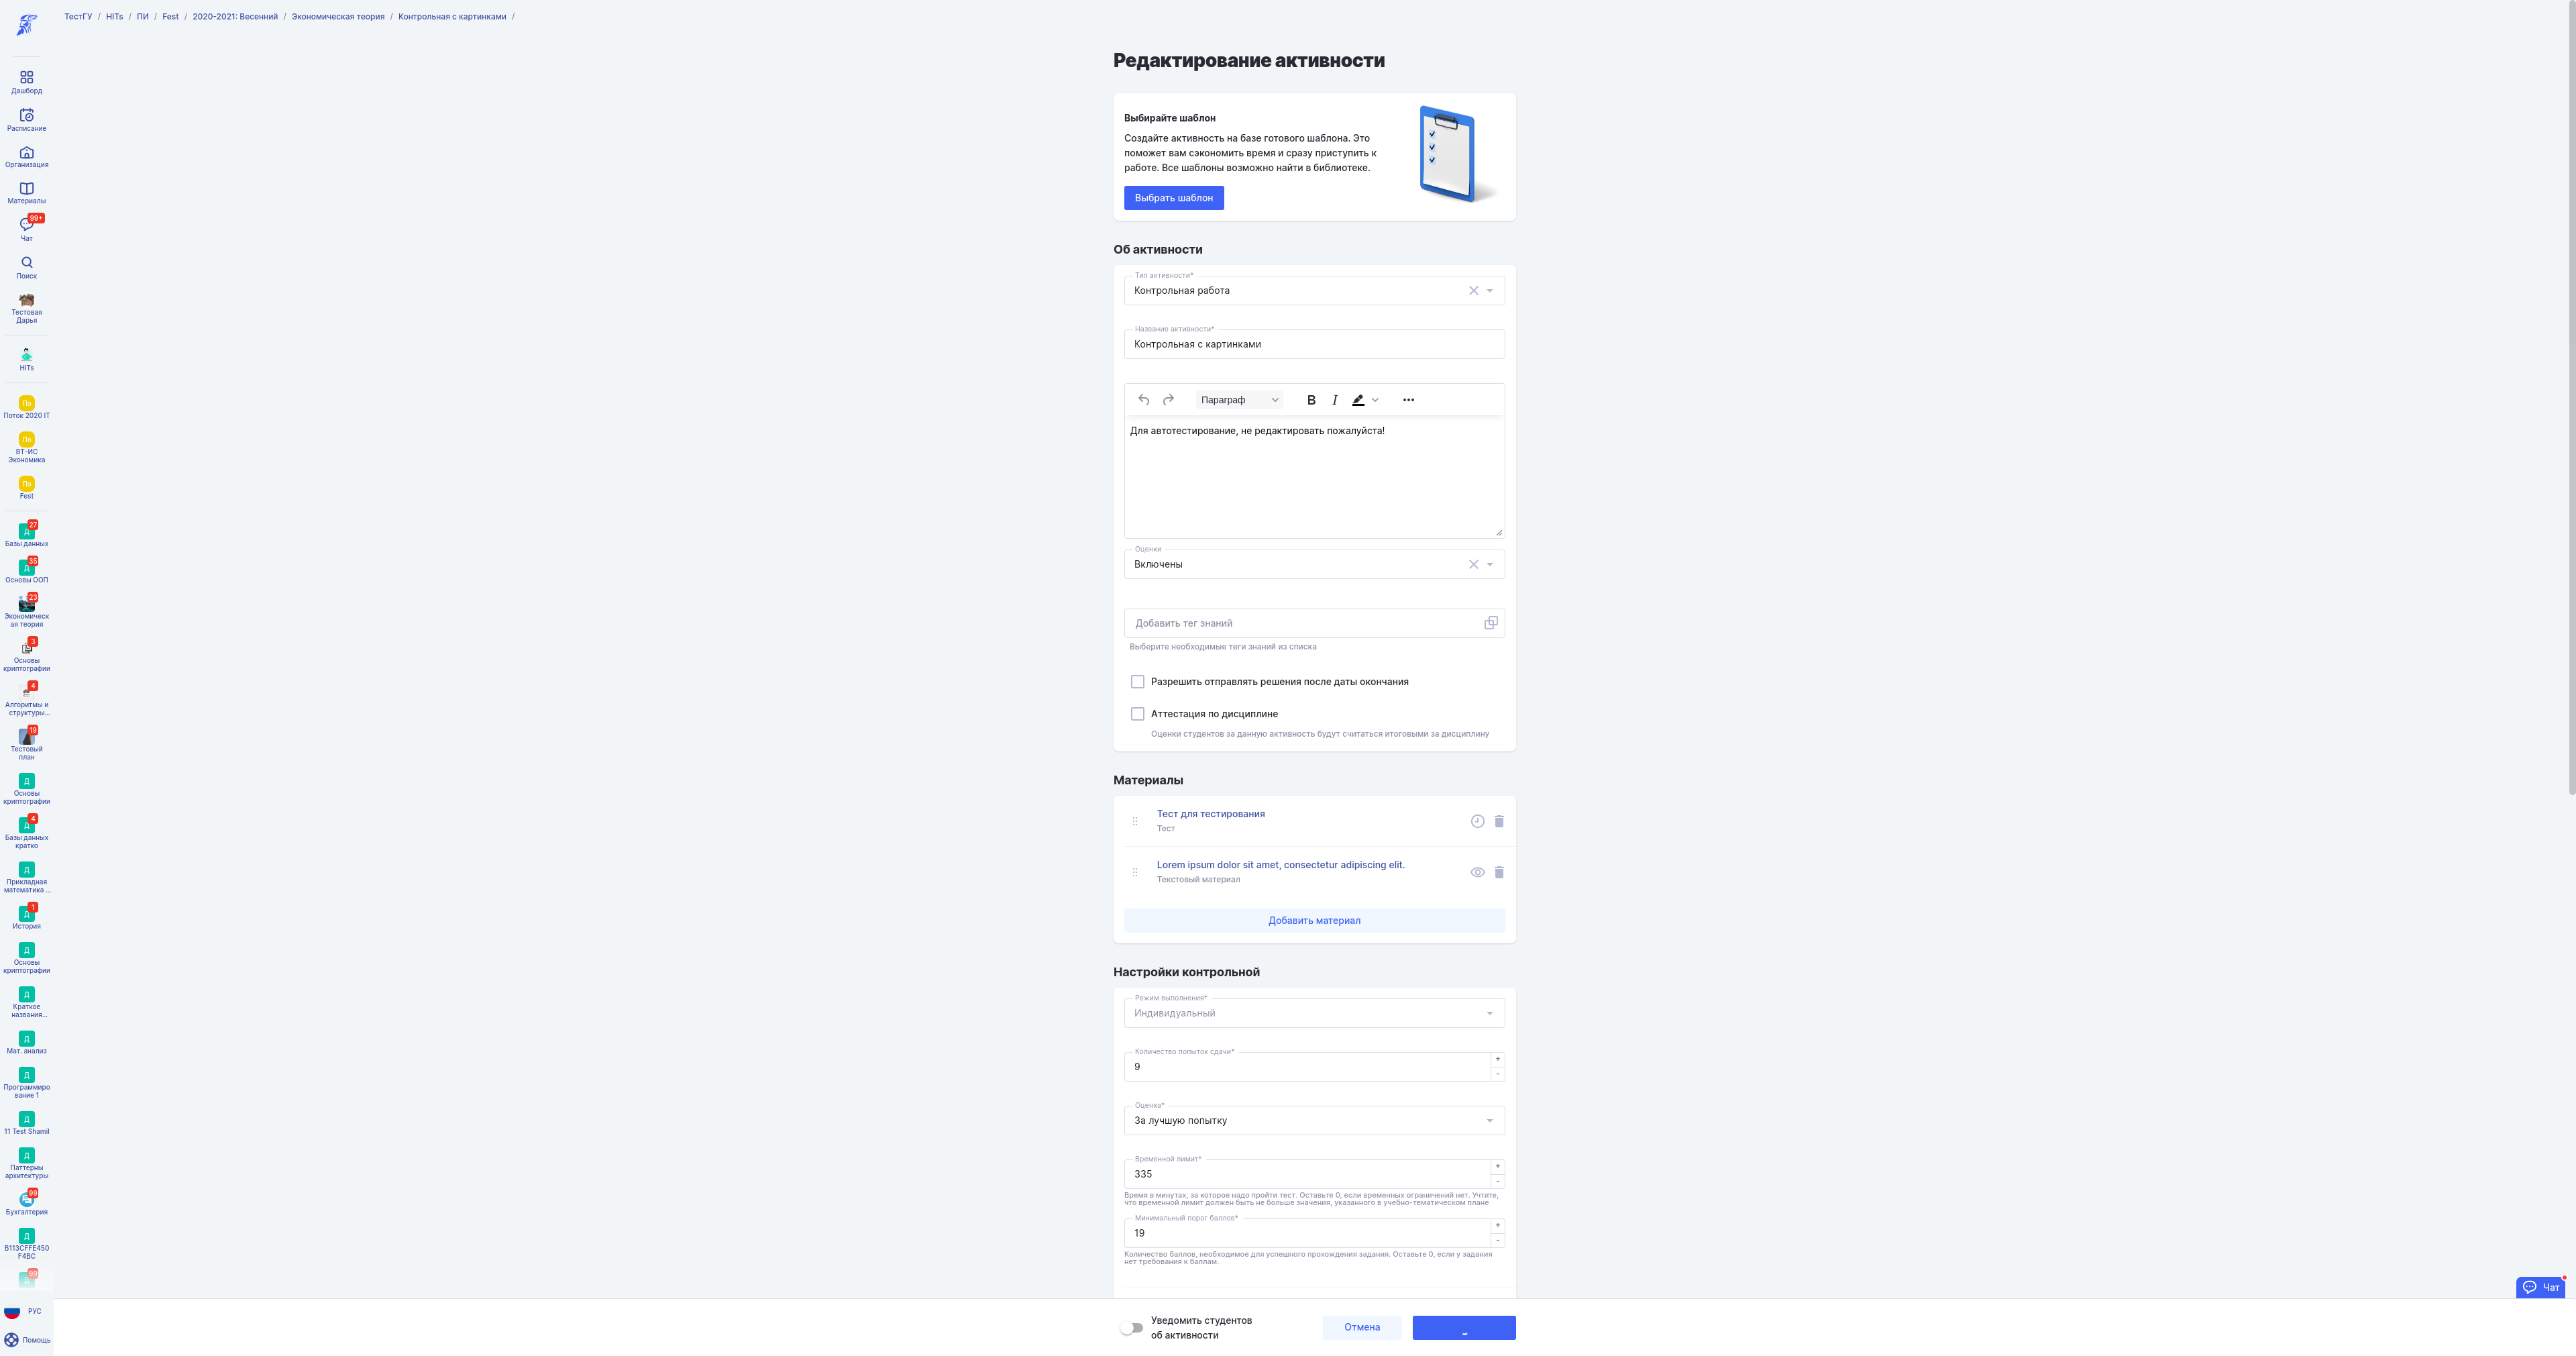 ТестГУ / HITs / ПИ / Fest / 2020-2021: Весенний / Экономическая теория / Контрольная с картинками /
Дашборд
Расписание
Организация
Материалы
99+
Чат
Поиск
Тестовая
Дарья
HITs
По
Поток 2020 IT
По
ВТ-ИС
Экономика
По
Fest
27
Д
Базы данных
35
Д
Основы ООП
23
Экономическ
ая теория
3
Основы
криптографии
4
Алгоритмы и
структуры...
19
Тестовый
план
Д
Основы
криптографии
4
Д
Базы данных
кратко
Д
Прикладная
математика ...
1
Д
История
Д
Основы
криптографии
Д
Краткое
названия...
Д
Мат. анализ
Д
Программиро
вание 1
Д
11 Test Shamil
Д
Паттерны
архитектуры
99
Бухгалтерия
Д
B113CFFE450
F4BC
99
Д
РУС
Помощь
Редактирование активности
Выбирайте шаблон
Создайте активность на базе готового шаблона. Это
поможет вам сэкономить время и сразу приступить к
работе. Все шаблоны возможно найти в библиотеке.
Выбрать шаблон
Об активности
Тип активности*
Контрольная работа
Название активности*
Контрольная с картинками
Параграф
B I
Для автотестирование, не редактировать пожалуйста!
Оценки
Включены
Добавить тег знаний
Выберите необходимые теги знаний из списка
Разрешить отправлять решения после даты окончания
Аттестация по дисциплине
Оценки студентов за данную активность будут считаться итоговыми за дисциплину
Материалы
Тест для тестирования
Тест
Lorem ipsum dolor sit amet, consectetur adipiscing elit.
Текстовый материал
Добавить материал
Настройки контрольной
Режим выполнения*
Индивидуальный
Количество попыток сдачи*
9
+
-
Оценка*
За лучшую попытку
Временной лимит*
335
+
-
Время в минутах, за которое надо пройти тест. Оставьте 0, если временных ограничений нет. Учтите,
что временной лимит должен быть не больше значения, указанного в учебно-тематическом плане
Минимальный порог баллов*
19
+
-
Количество баллов, необходимое для успешного прохождения задания. Оставьте 0, если у задания
нет требования к баллам.
Уведомить студентов
об активности
Отмена
Чат